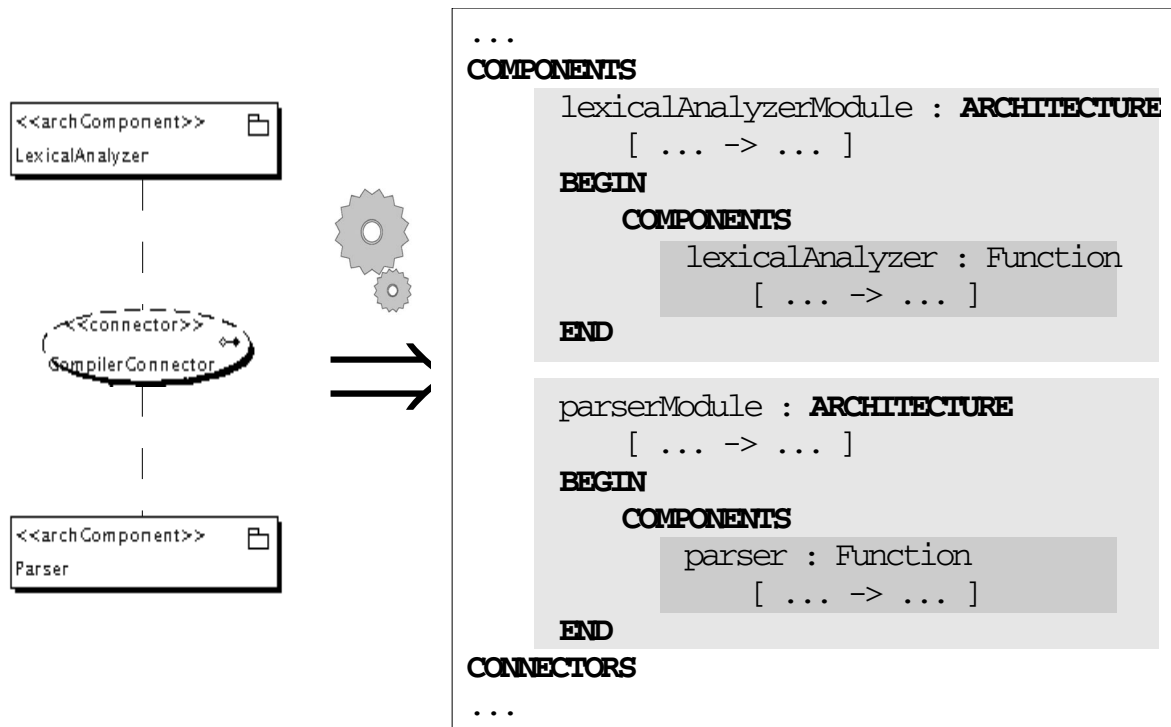 <<archComponent>>
LexicalAnalyzer
<<connector>>
CompilerConnector
<<archComponent>>
Parser
...
COMPONENTS
lexicalAnalyzerModule : ARCHITECTURE
[ ... -> ... ]
BEGIN
COMPONENTS
lexicalAnalyzer : Function
[ ... -> ... ]
END
parserModule : ARCHITECTURE
[ ... -> ... ]
BEGIN
COMPONENTS
parser : Function
[ ... -> ... ]
END
CONNECTORS
...